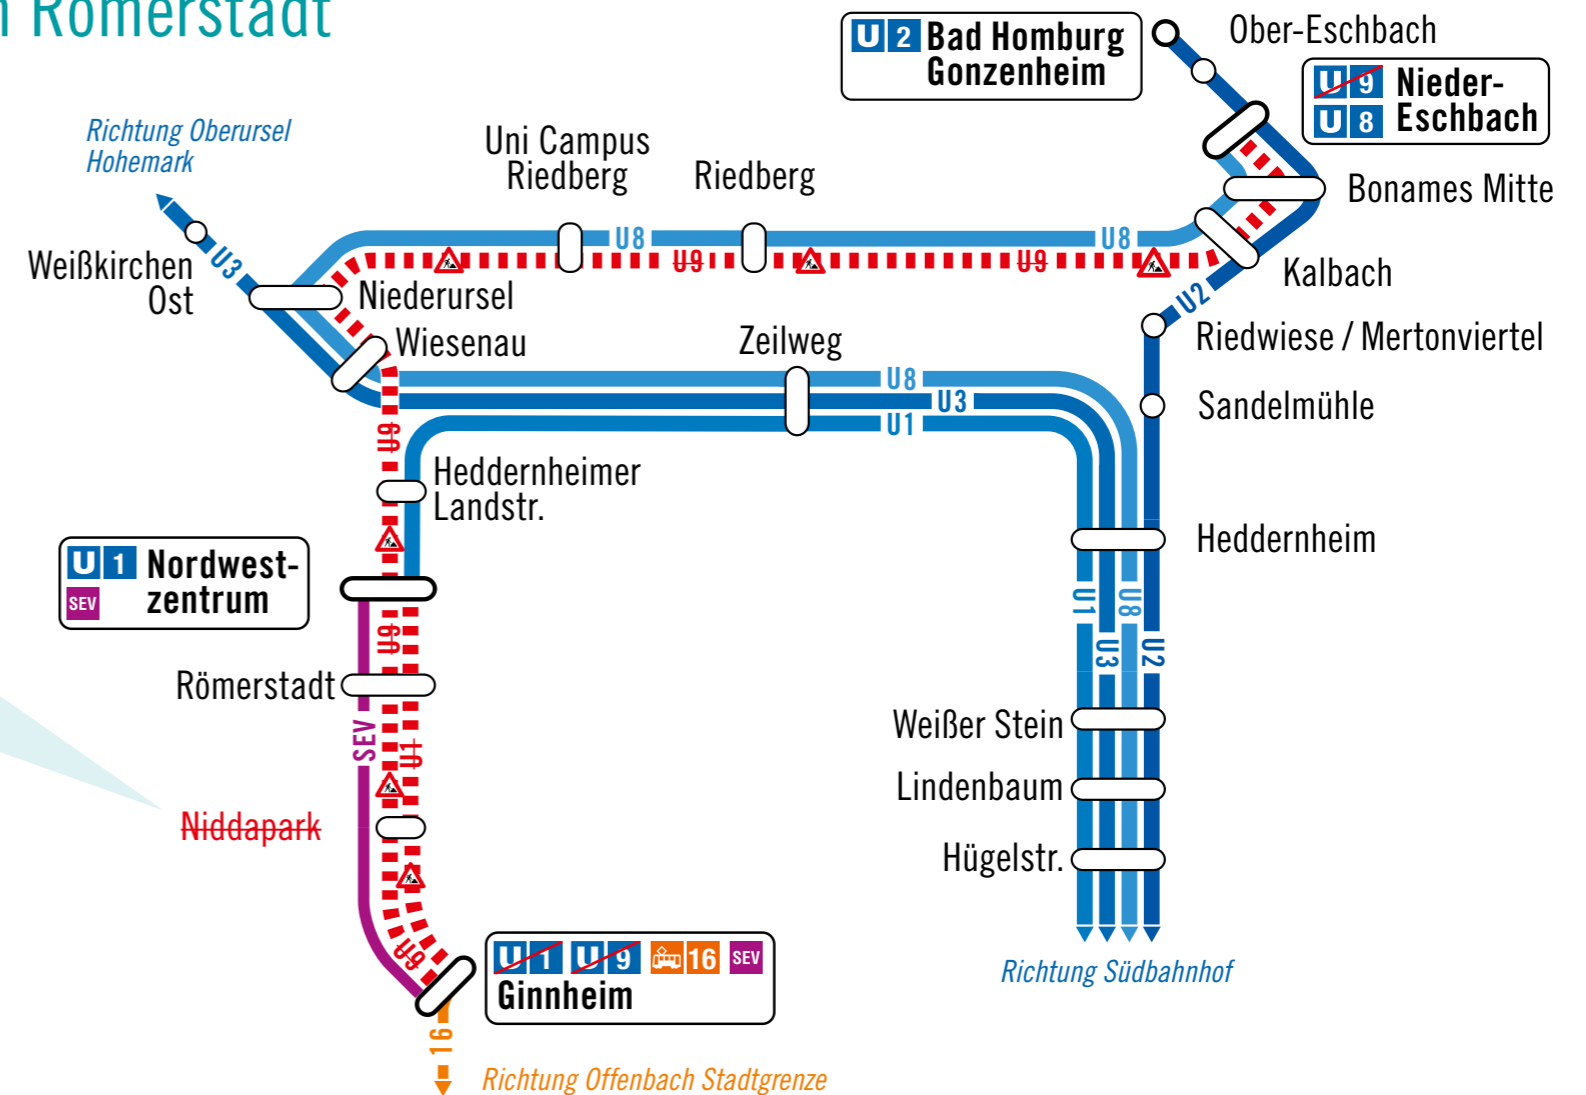 n Römerstadt
U 2 Bad Homburg
Gonzenheim
Ober-Eschbach
U 9 Nieder-
U 8 Eschbach
Richtung Oberursel
Hohemark
Uni Campus
Riedberg
Riedberg
Bonames Mitte
U8
U8
U3
Weißkirchen
Ost
U9
U9
Kalbach
Niederursel
U2
Wiesenau
Zeilweg
Riedwiese / Mertonviertel
U8
U3
U1
Sandelmühle
U9
Heddernheimer
Landstr.
Heddernheim
U 1 Nordwest-
SEV zentrum
U1
U8
U9
U3
U2
Römerstadt
Weißer Stein
SEV
U1
Lindenbaum
Niddapark
Hügelstr.
U9
U 1 U 9 16 SEV
Ginnheim
Richtung Südbahnhof
16
Richtung Offenbach Stadtgrenze